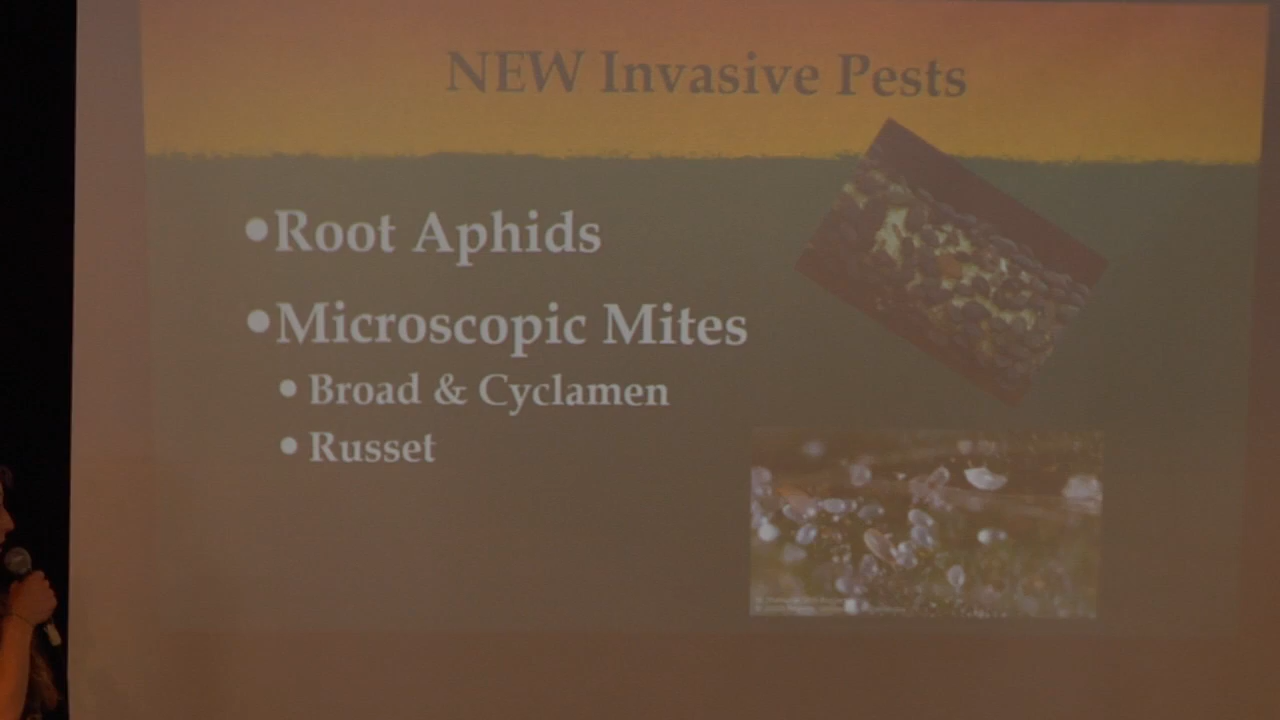 NEW Invasive Pests
•Root Aphids
•Microscopic Mites
• Broad & Cyclamen
• Russet